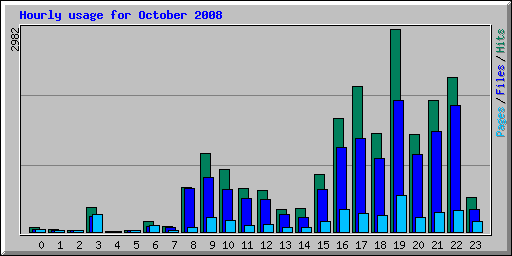 Hourly usage for October 2008
2982
Pages / Files / Hits
0 1 2 3 4 5 6 7 8 9 10 11 12 13 14 15 16 17 18 19 20 21 22 23